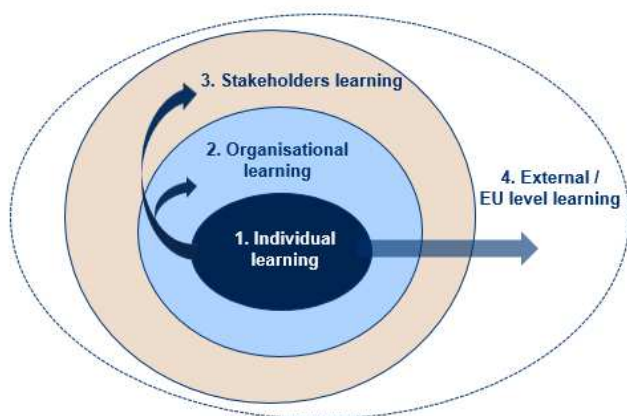 3. Stakeholders learning
2. Organisational
learning
4. External /
EU level learning
1. Individual
learning